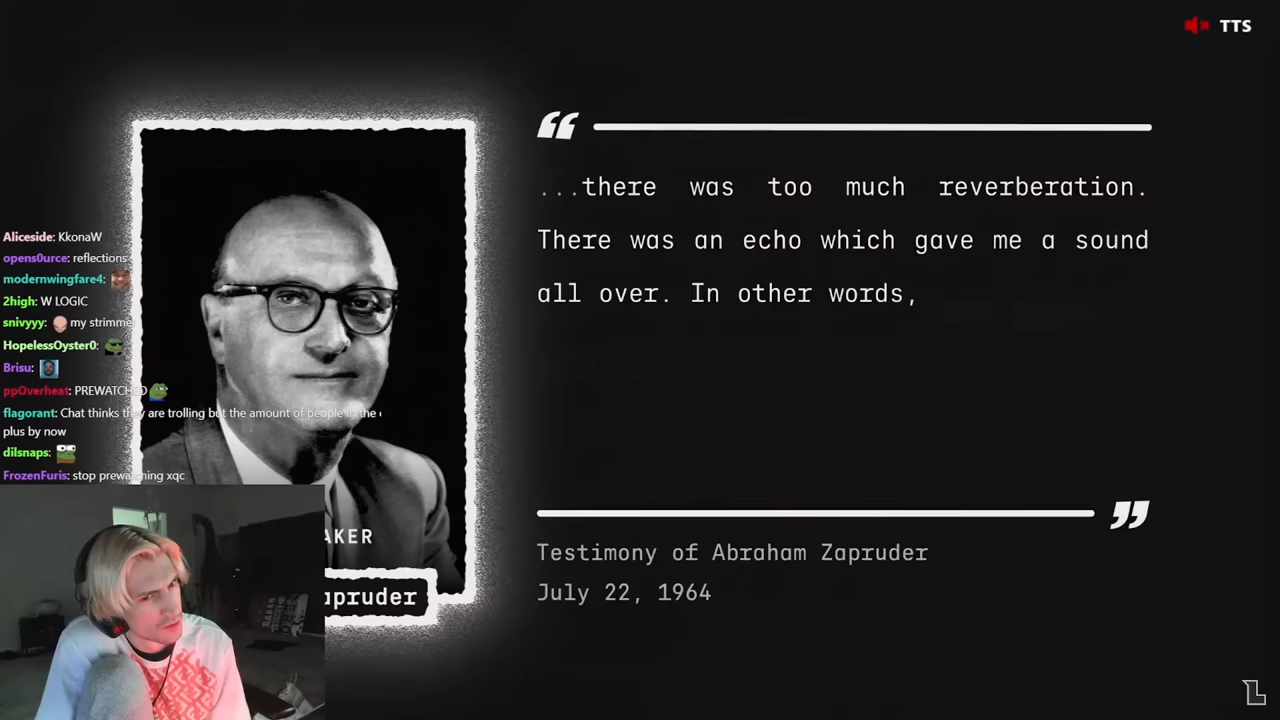 TTS
“
...there was too much reverberation.
There was an echo which gave me a sound
all over. In other words,
”
Testimony of Abraham Zapruder
July 22, 1964
AKER
apruder
Aliceside: KkonaW
opens0urce: reflections
modernwingfare4:
2high: W LOGIC
snivyyy: my strimme
HopelessOyster0:
Brisu:
ppOverheat: PREWATCHED
flagorant: Chat thinks they are trolling but the amount of people in the
plus by now
dilsnaps:
FrozenFuris: stop prewatching xqc